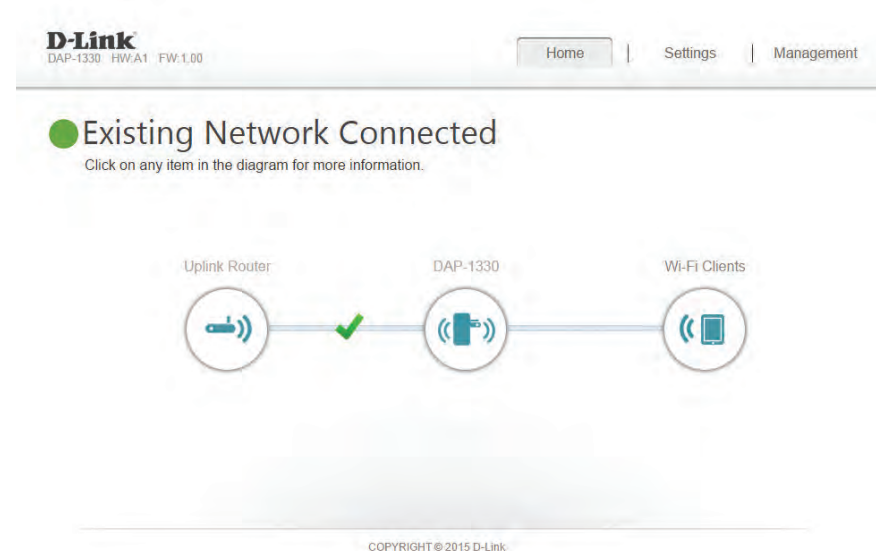 D-Link
DAP-1330 HW:A1 FW:1.00
Home | Settings | Management
Existing Network Connected
Click on any item in the diagram for more information.
Uplink Router
DAP-1330
Wi-Fi Clients
COPYRIGHT © 2015 D-Link